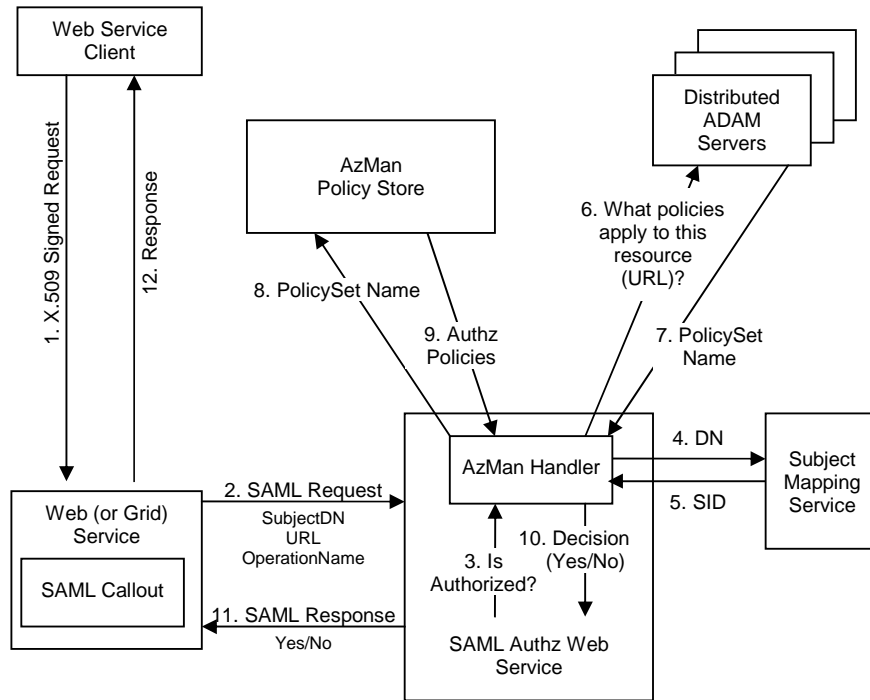 Web Service
Client
1. X.509 Signed Request
12. Response
AzMan
Policy Store
Distributed
ADAM
Servers
6. What policies
apply to this
resource
(URL)?
8. PolicySet Name
9. Authz
Policies
7. PolicySet
Name
AzMan Handler
4. DN
5. SID
Subject
Mapping
Service
2. SAML Request
SubjectDN
URL
OperationName
Web (or Grid)
Service
SAML Callout
3. Is
Authorized?
10. Decision
(Yes/No)
11. SAML Response
Yes/No
SAML Authz Web
Service